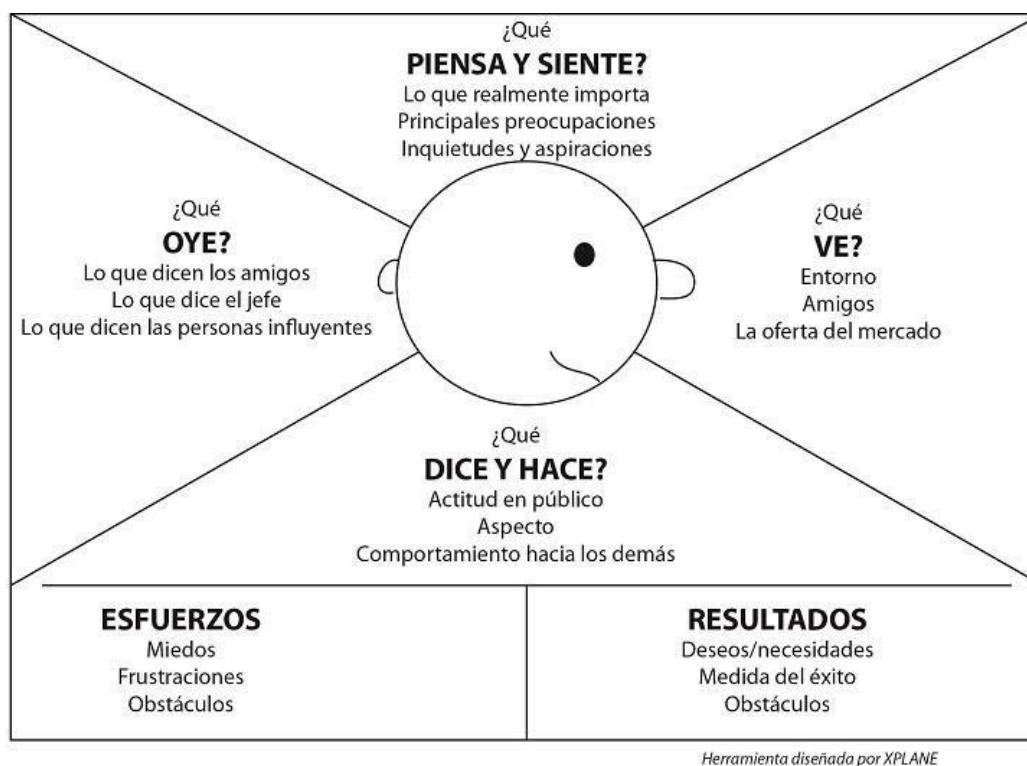 ¿Qué
PIENSA Y SIENTE?
Lo que realmente importa
Principales preocupaciones
Inquietudes y aspiraciones
¿Qué
OYE?
Lo que dicen los amigos
Lo que dice el jefe
Lo que dicen las personas influyentes
¿Qué
VE?
Entorno
Amigos
La oferta del mercado
¿Qué
DICE Y HACE?
Actitud en público
Aspecto
Comportamiento hacia los demás
ESFUERZOS
Miedos
Frustraciones
Obstáculos
RESULTADOS
Deseos/necesidades
Medida del éxito
Obstáculos
Herramienta diseñada por XPLANE